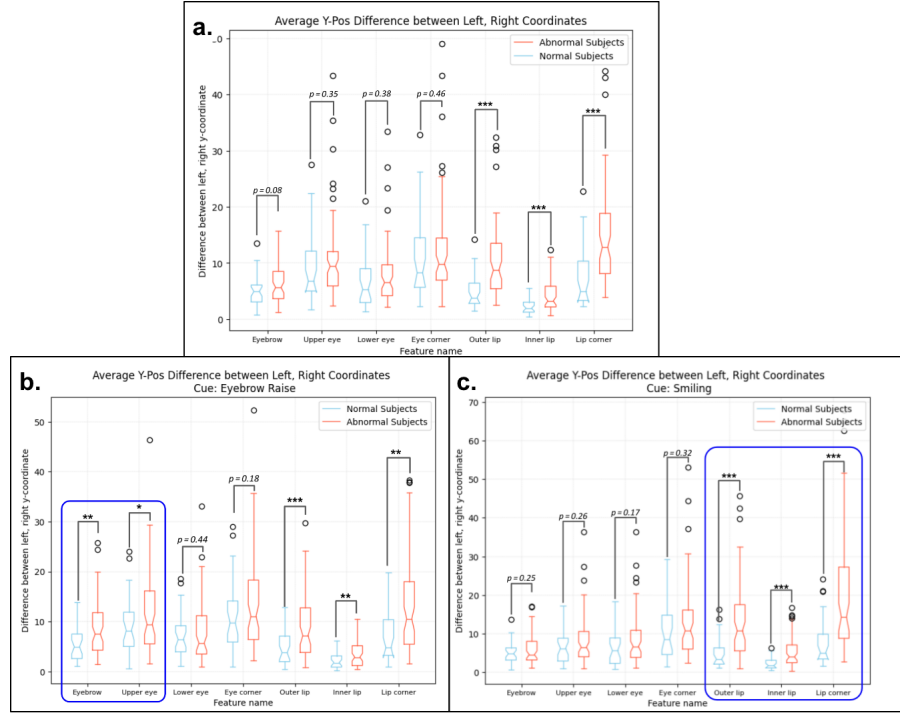 a.
Average Y-Pos Difference between Left, Right Coordinates
Abnormal Subjects
Normal Subjects
Difference between left, right y-coordinate
50
40
30
20
10
0
p = 0.08
p = 0.35
p = 0.38
p = 0.46
***
***
***
Eyebrow
Upper eye
Lower eye
Eye corner
Outer lip
Inner lip
Lip corner
Feature name
b.
Average Y-Pos Difference between Left, Right Coordinates
Cue: Eyebrow Raise
Normal Subjects
Abnormal Subjects
Difference between left, right y-coordinate
50
40
30
20
10
0
**
*
p = 0.44
p = 0.18
***
**
**
Eyebrow
Upper eye
Lower eye
Eye corner
Outer lip
Inner lip
Lip corner
Feature name
c.
Average Y-Pos Difference between Left, Right Coordinates
Cue: Smiling
Normal Subjects
Abnormal Subjects
Difference between left, right y-coordinate
70
60
50
40
30
20
10
0
p = 0.25
p = 0.26
p = 0.17
p = 0.32
***
***
***
Eyebrow
Upper eye
Lower eye
Eye corner
Outer lip
Inner lip
Lip corner
Feature name